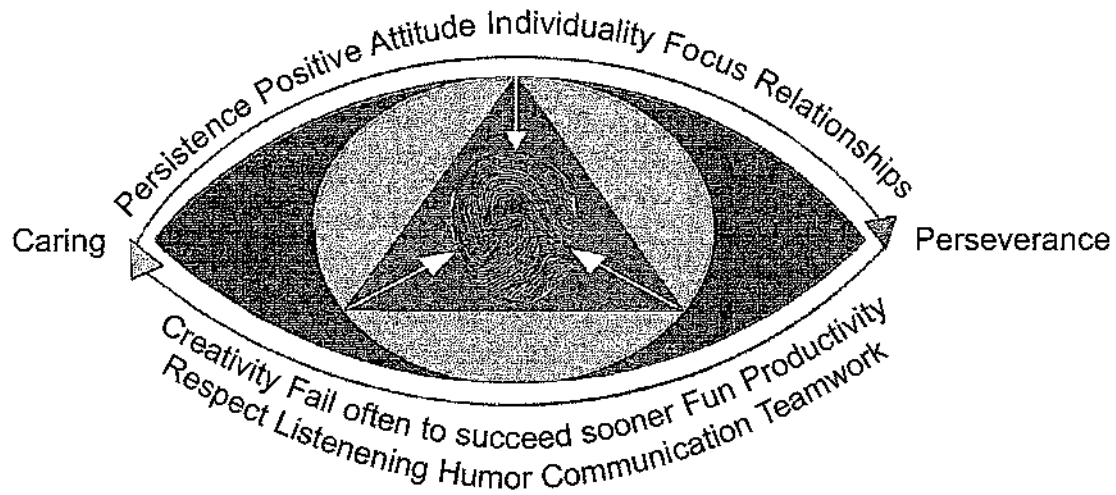 Persistence Positive Attitude Individuality Focus Relationships
Caring
Perseverance
Creativity Fail often to succeed sooner Fun Productivity
Respect Listenening Humor Communication Teamwork